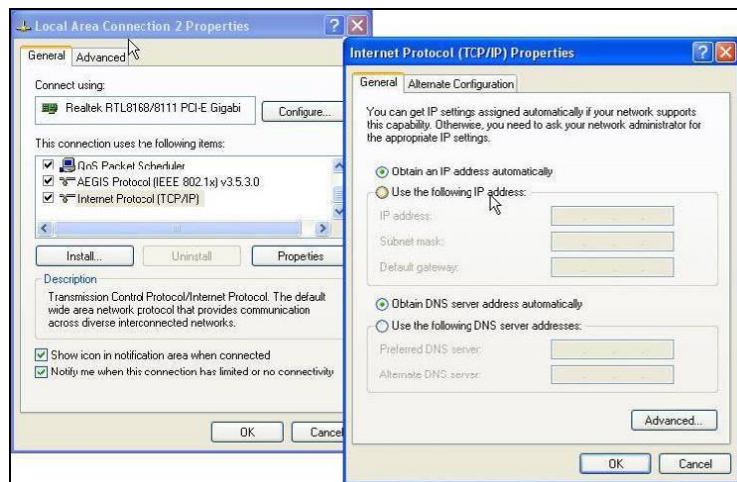 Local Area Connection 2 Properties
General Advanced
Connect using:
Realtek RTL8168/8111 PCI-E Gigabi
Configure...
This connection uses the following items:
QoS Packet Scheduler
AEGIS Protocol (IEEE 802.1x) v3.5.3.0
Internet Protocol (TCP/IP)
Install... Uninstall Properties
Description
Transmission Control Protocol/Internet Protocol. The default
wide area network protocol that provides communication
across diverse interconnected networks.
Show icon in notification area when connected
Notify me when this connection has limited or no connectivity
OK Cancel
Internet Protocol (TCP/IP) Properties
General Alternate Configuration
You can get IP settings assigned automatically if your network supports
this capability. Otherwise, you need to ask your network administrator for
the appropriate IP settings.
Obtain an IP address automatically
Use the following IP address:
IP address:
Subnet mask:
Default gateway:
Obtain DNS server address automatically
Use the following DNS server addresses:
Preferred DNS server:
Alternate DNS server:
Advanced...
OK Cancel